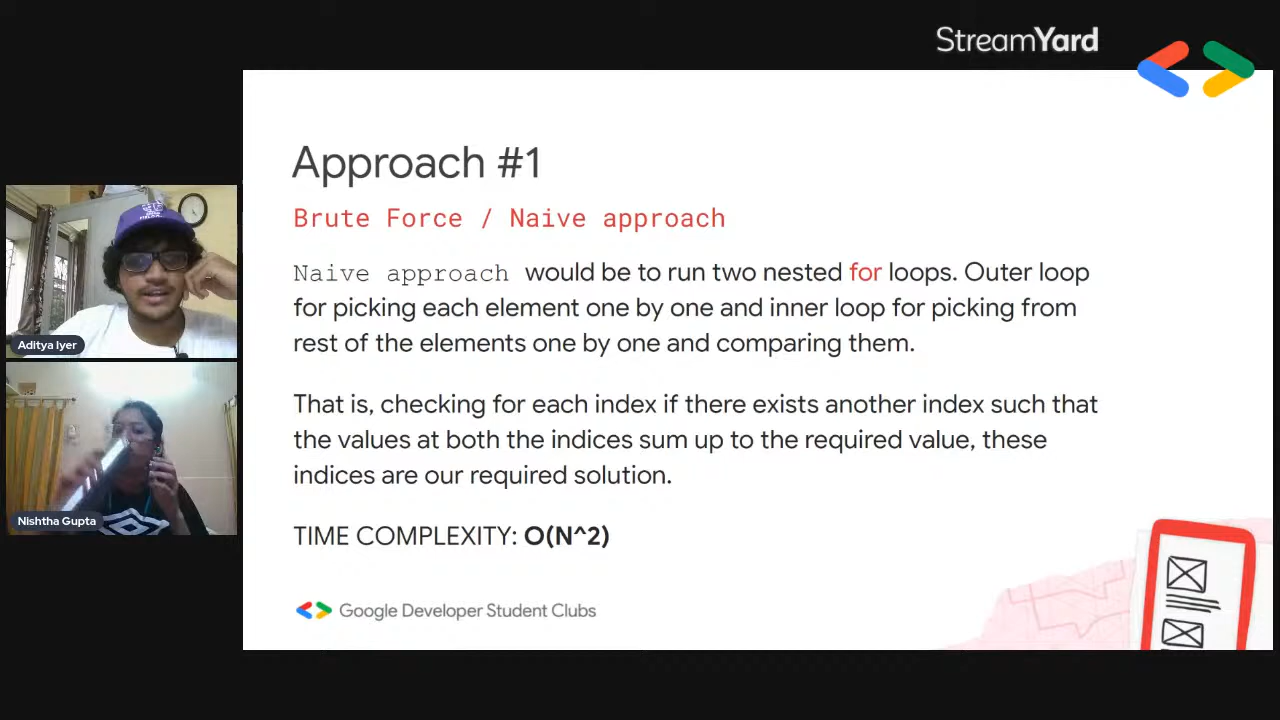 StreamYard
Approach #1
Brute Force / Naive approach
Naive approach would be to run two nested for loops. Outer loop
for picking each element one by one and inner loop for picking from
rest of the elements one by one and comparing them.
That is, checking for each index if there exists another index such that
the values at both the indices sum up to the required value, these
indices are our required solution.
TIME COMPLEXITY: O(N^2)
Google Developer Student Clubs
Aditya Iyer
Nishtha Gupta